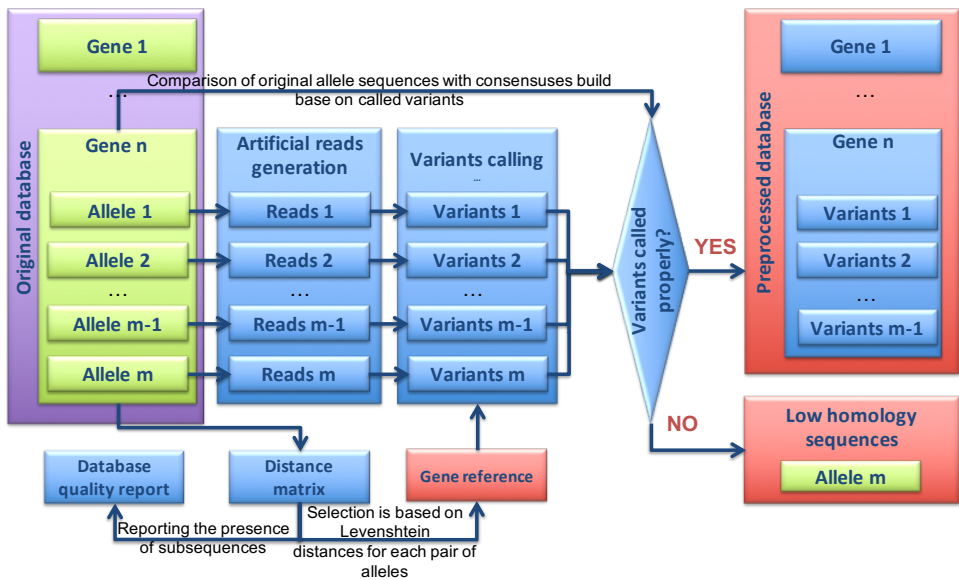 Original database
Gene 1
...
Comparison of original allele sequences with consensuses build
base on called variants
Gene n
Allele 1
Allele 2
...
Allele m-1
Allele m
Artificial reads
generation
Reads 1
Reads 2
...
Reads m-1
Reads m
Variants calling
...
Variants 1
Variants 2
...
Variants m-1
Variants m
Variants called
properly?
YES
NO
Preprocessed database
Gene 1
...
Gene n
Variants 1
Variants 2
...
Variants m-1
Low homology
sequences
Allele m
Database
quality report
Distance
matrix
Gene reference
Reporting the presence
of subsequences
Selection is based on
Levenshtein
distances for each pair of
alleles